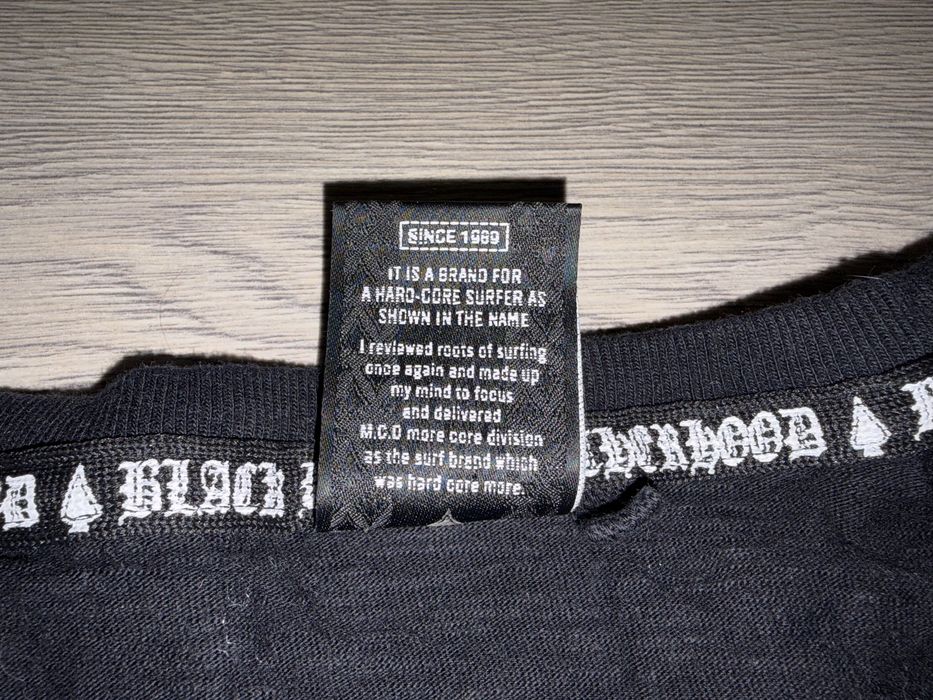 SINCE 1989
IT IS A BRAND FOR
A HARD-CORE SURFER AS
SHOWN IN THE NAME
I reviewed roots of surfing
once again and made up
my mind to focus
and delivered
M.C.D more core division
as the surf brand which
was hard core more.
D BLACK THERHOOD B